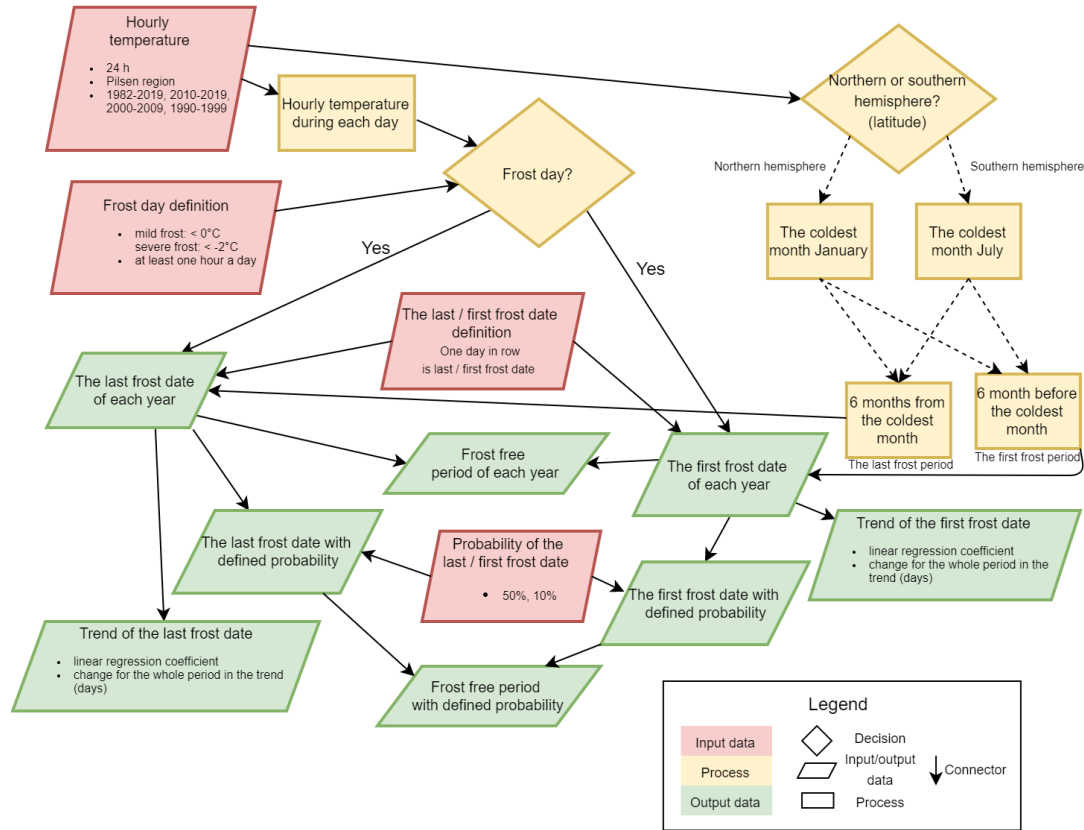 Hourly
temperature
24 h
Pilsen region
1982-2019, 2010-2019,
2000-2009, 1990-1999
Hourly temperature
during each day
Northern or southern
hemisphere?
(latitude)
Northern hemisphere
Southern hemisphere
Frost day?
Frost day definition
mild frost: < 0°C
severe frost: < -2°C
at least one hour a day
The coldest
month January
The coldest
month July
Yes
Yes
The last / first frost date
definition
One day in row
is last / first frost date
The last frost date
of each year
6 months from
the coldest
month
6 month before
the coldest
month
The last frost period
The first frost period
Frost free
period of each year
The first frost date
of each year
The last frost date with
defined probability
Probability of the
last / first frost date
50%, 10%
Trend of the first frost date
linear regression coefficient
change for the whole period in the
trend (days)
The first frost date with
defined probability
Trend of the last frost date
linear regression coefficient
change for the whole period in the trend
(days)
Frost free period
with defined probability
Legend
Input data
Process
Output data
Decision
Input/output
data
Process
Connector